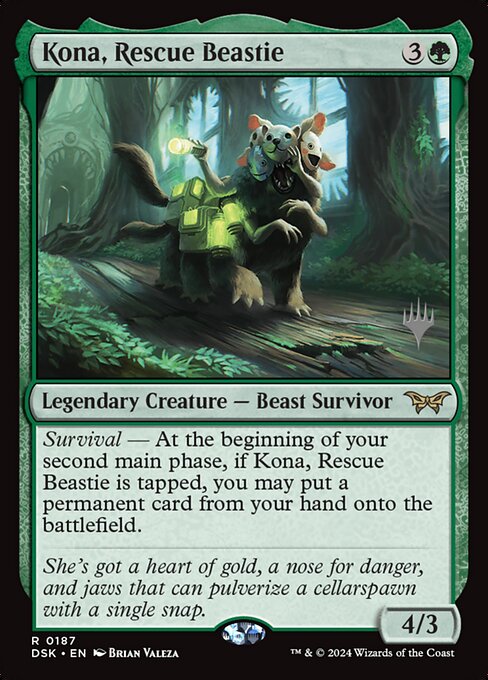 Kona, Rescue Beastie 3
Legendary Creature — Beast Survivor
Survival — At the beginning of your
second main phase, if Kona, Rescue
Beastie is tapped, you may put a
permanent card from your hand onto the
battlefield.
She's got a heart of gold, a nose for danger,
and jaws that can pulverize a cellarspawn
with a single snap.
4/3
R 0187
DSK • EN Brian Valeza
™ & © 2024 Wizards of the Coast